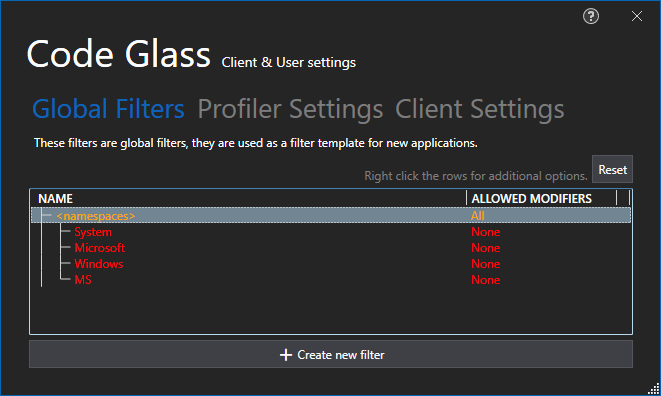 Code Glass Client & User settings
Global Filters Profiler Settings Client Settings
These filters are global filters, they are used as a filter template for new applications.
Right click the rows for additional options. Reset
NAME ALLOWED MODIFIERS
<namespaces> All
System None
Microsoft None
Windows None
MS None
+ Create new filter